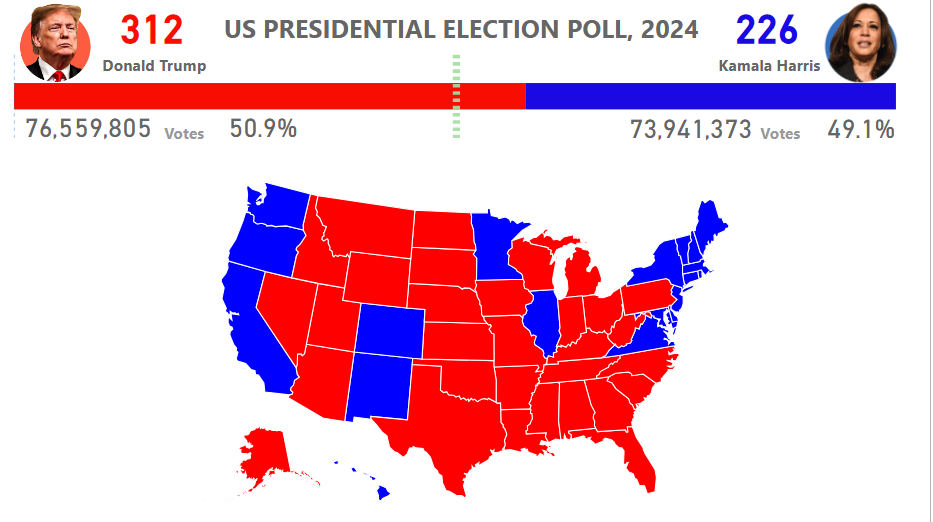 312 US PRESIDENTIAL ELECTION POLL, 2024 226
Donald Trump Kamala Harris
76,559,805 Votes 50.9% 73,941,373 Votes 49.1%